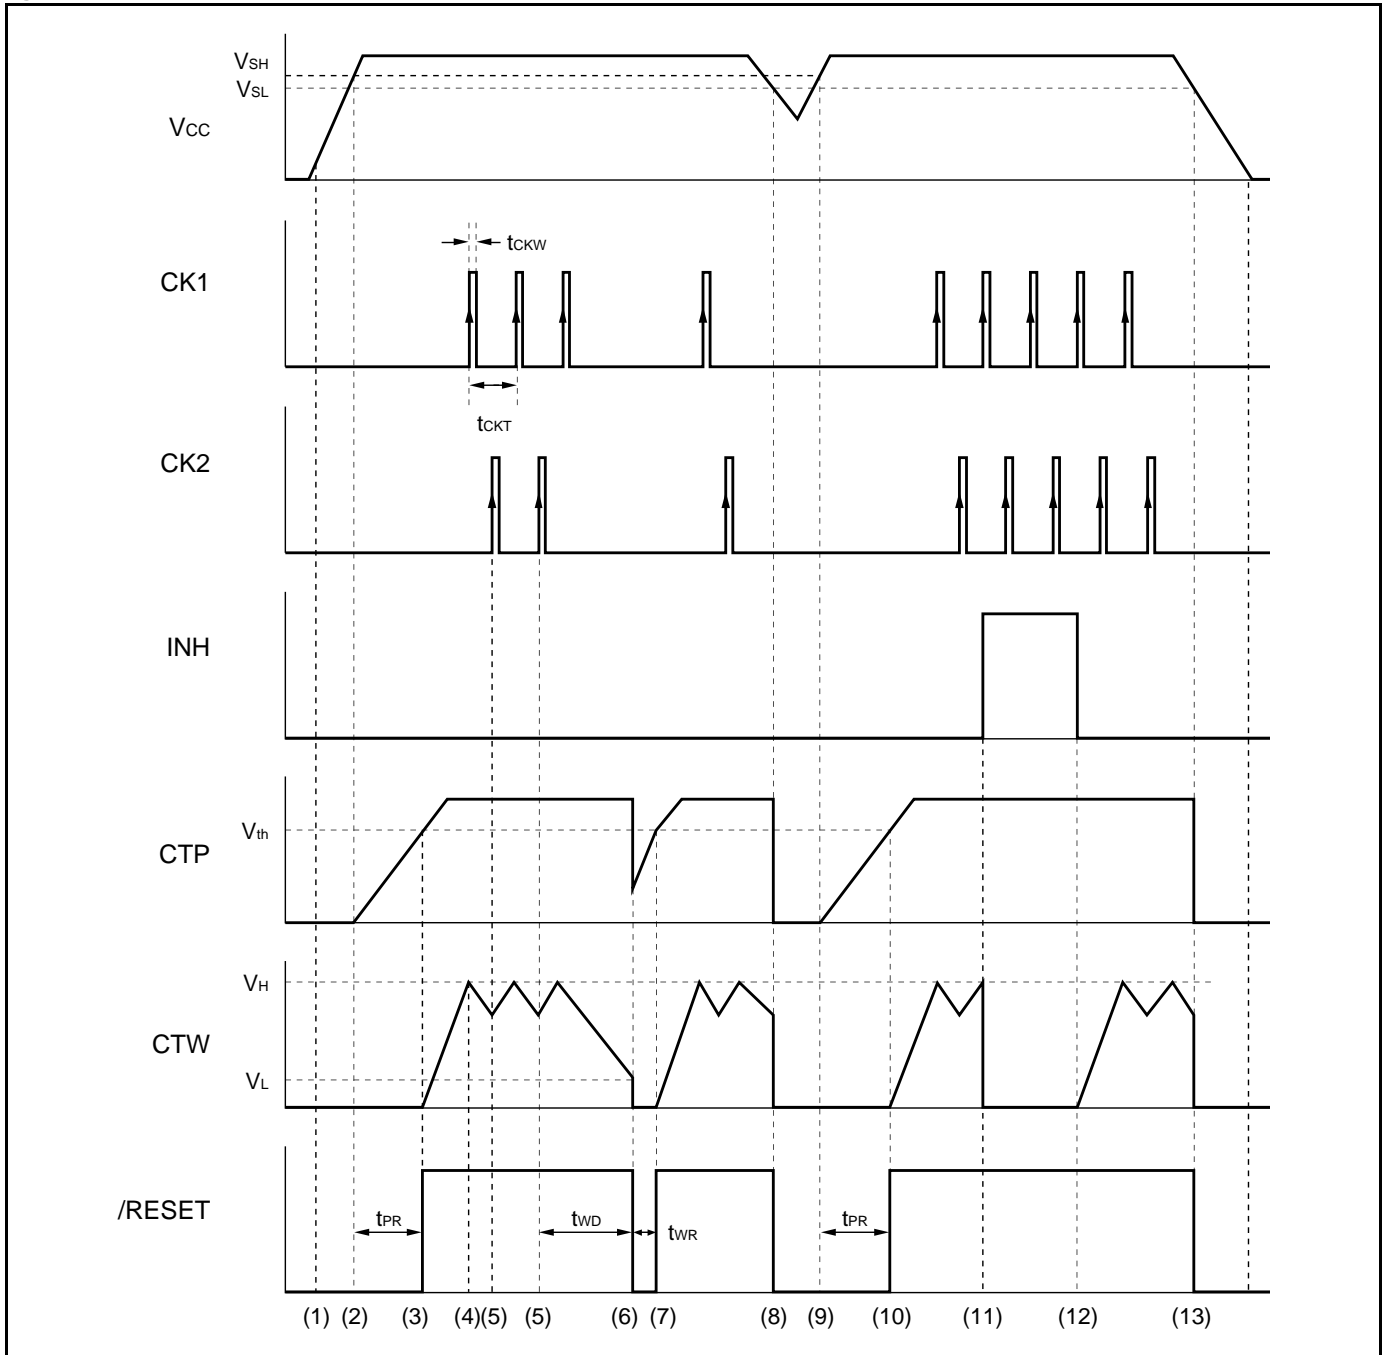 VSH
VSL
VCC
tCKW
CK1
tCKT
CK2
INH
Vth
CTP
VH
CTW
VL
/RESET
tPR
tWD
tWR
tPR
(1) (2) (3) (4)(5) (5) (6) (7) (8) (9) (10) (11) (12) (13)